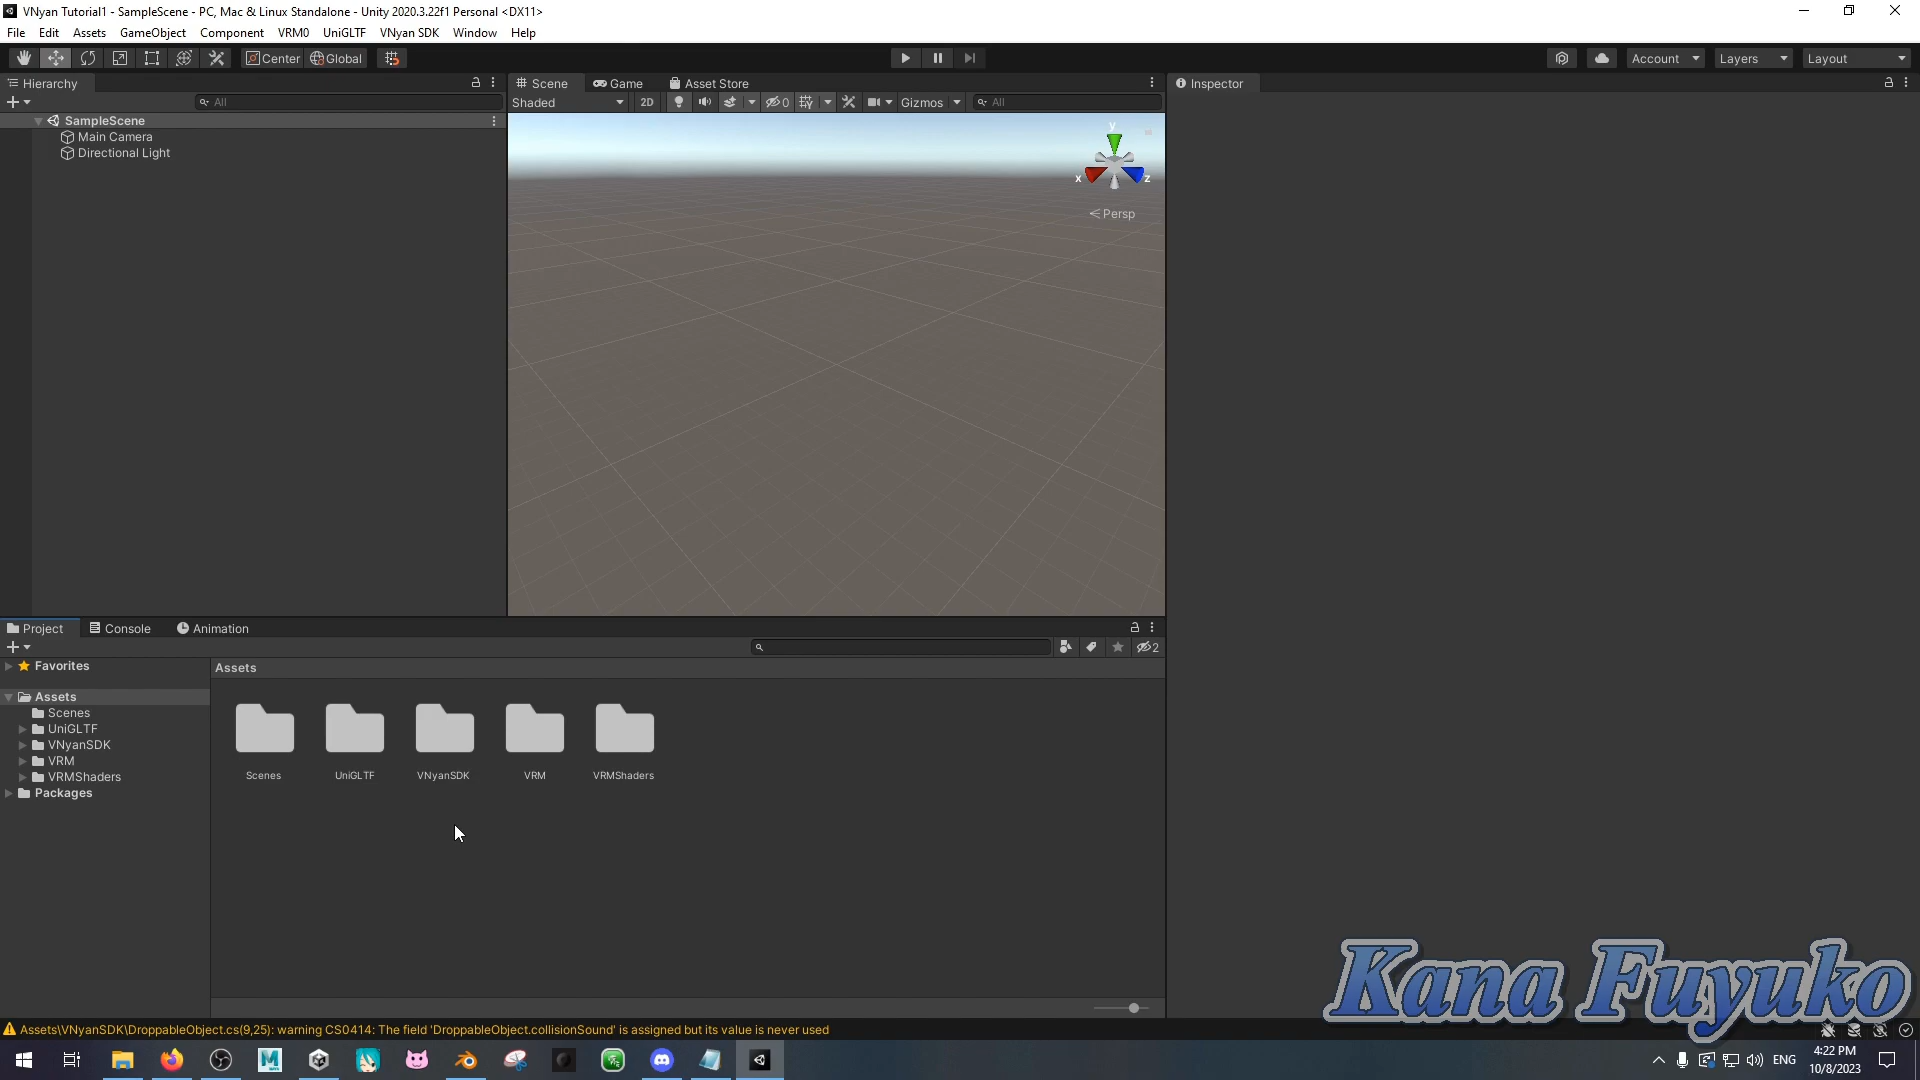 VNyan Tutorial1 - SampleScene - PC, Mac & Linux Standalone - Unity 2020.3.22f1 Personal <DX11>
File Edit Assets GameObject Component VRM0 UniGLTF VNyan SDK Window Help
Center Global Account Layers Layout
Hierarchy
All
SampleScene
Main Camera
Directional Light
Scene Game Asset Store
Shaded 2D 0 Gizmos All
y
x z
Persp
Inspector
Project Console Animation
2
Favorites
Assets
Scenes
UniGLTF
VNyanSDK
VRM
VRMShaders
Packages
Assets
Scenes UniGLTF VNyanSDK VRM VRMShaders
Kana Fuyuko
Assets\VNyanSDK\DroppableObject.cs(9,25): warning CS0414: The field 'DroppableObject.collisionSound' is assigned but its value is never used
ENG
4:22 PM
10/8/2023